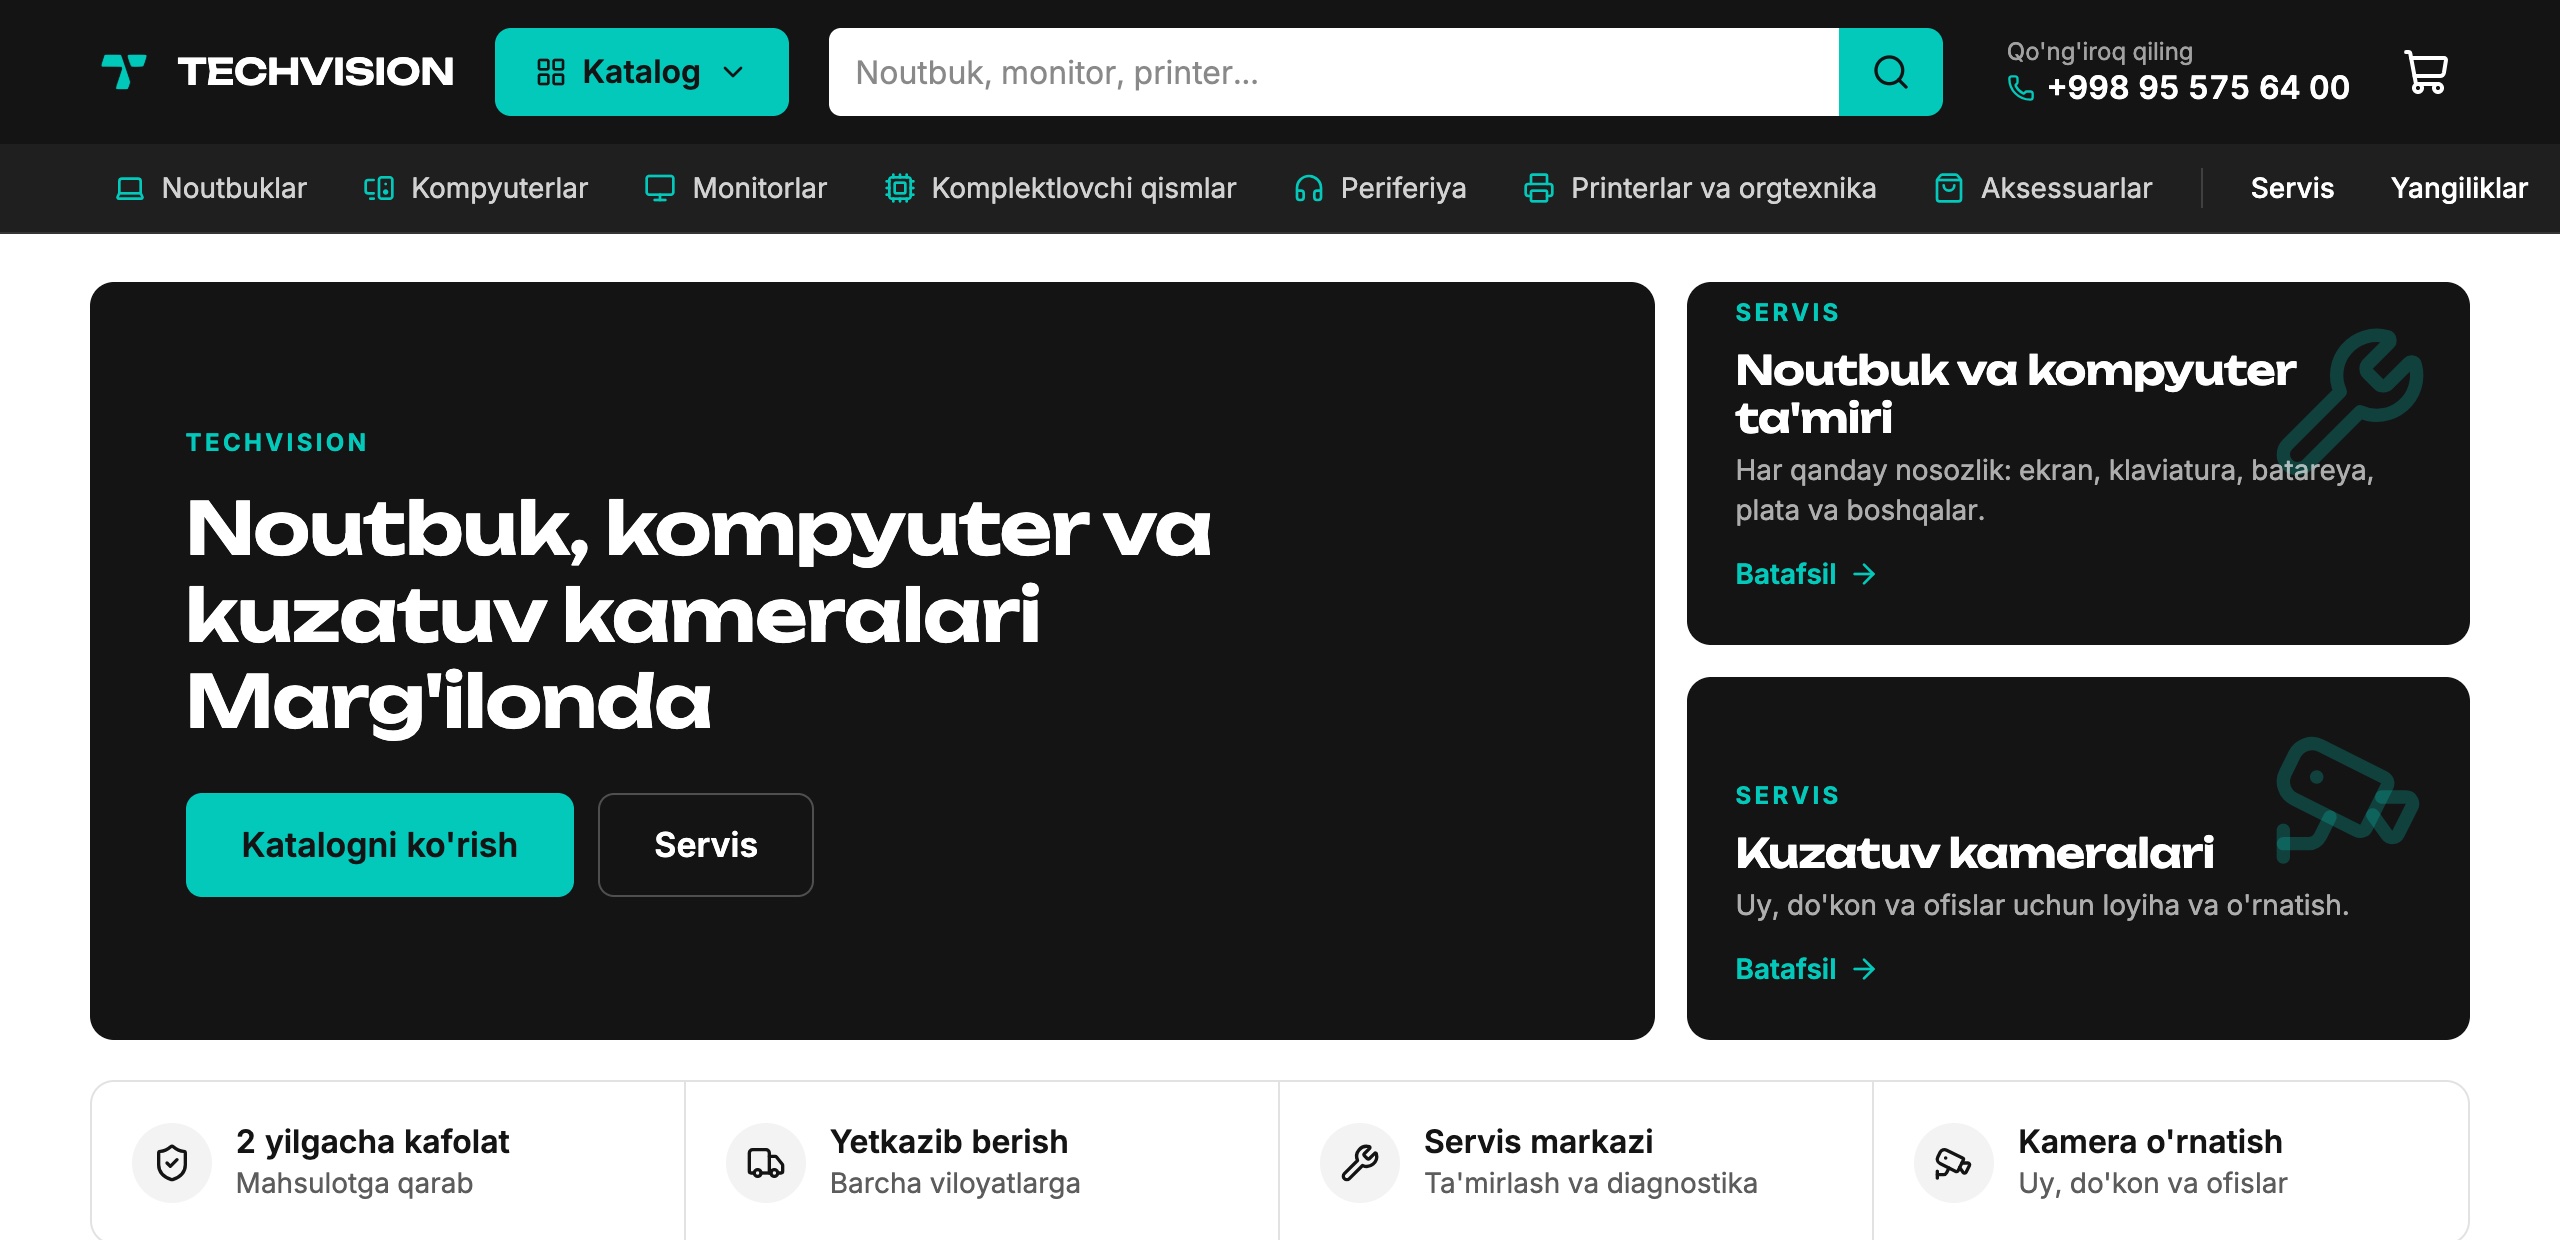 TECHVISION
Katalog
Noutbuk, monitor, printer...
Qo'ng'iroq qiling
+998 95 575 64 00
Noutbuklar
Kompyuterlar
Monitorlar
Komplektlovchi qismlar
Periferiya
Printerlar va orgtexnika
Aksessuarlar
Servis
Yangiliklar
TECHVISION
Noutbuk, kompyuter va
kuzatuv kameralari
Marg'ilonda
Katalogni ko'rish
Servis
SERVIS
Noutbuk va kompyuter
ta'miri
Har qanday nosozlik: ekran, klaviatura, batareya,
plata va boshqalar.
Batafsil
SERVIS
Kuzatuv kameralari
Uy, do'kon va ofislar uchun loyiha va o'rnatish.
Batafsil
2 yilgacha kafolat
Mahsulotga qarab
Yetkazib berish
Barcha viloyatlarga
Servis markazi
Ta'mirlash va diagnostika
Kamera o'rnatish
Uy, do'kon va ofislar